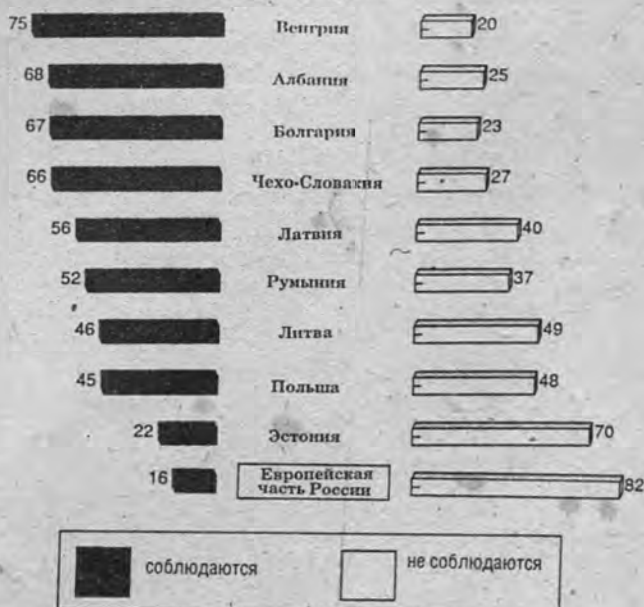 75 Венгрия 20
68 Албания 25
67 Болгария 23
66 Чехо-Словакия 27
56 Латвия 40
52 Румыния 37
46 Литва 49
45 Польша 48
22 Эстония 70
16 Европейская 82
часть России
соблюдаются не соблюдаются